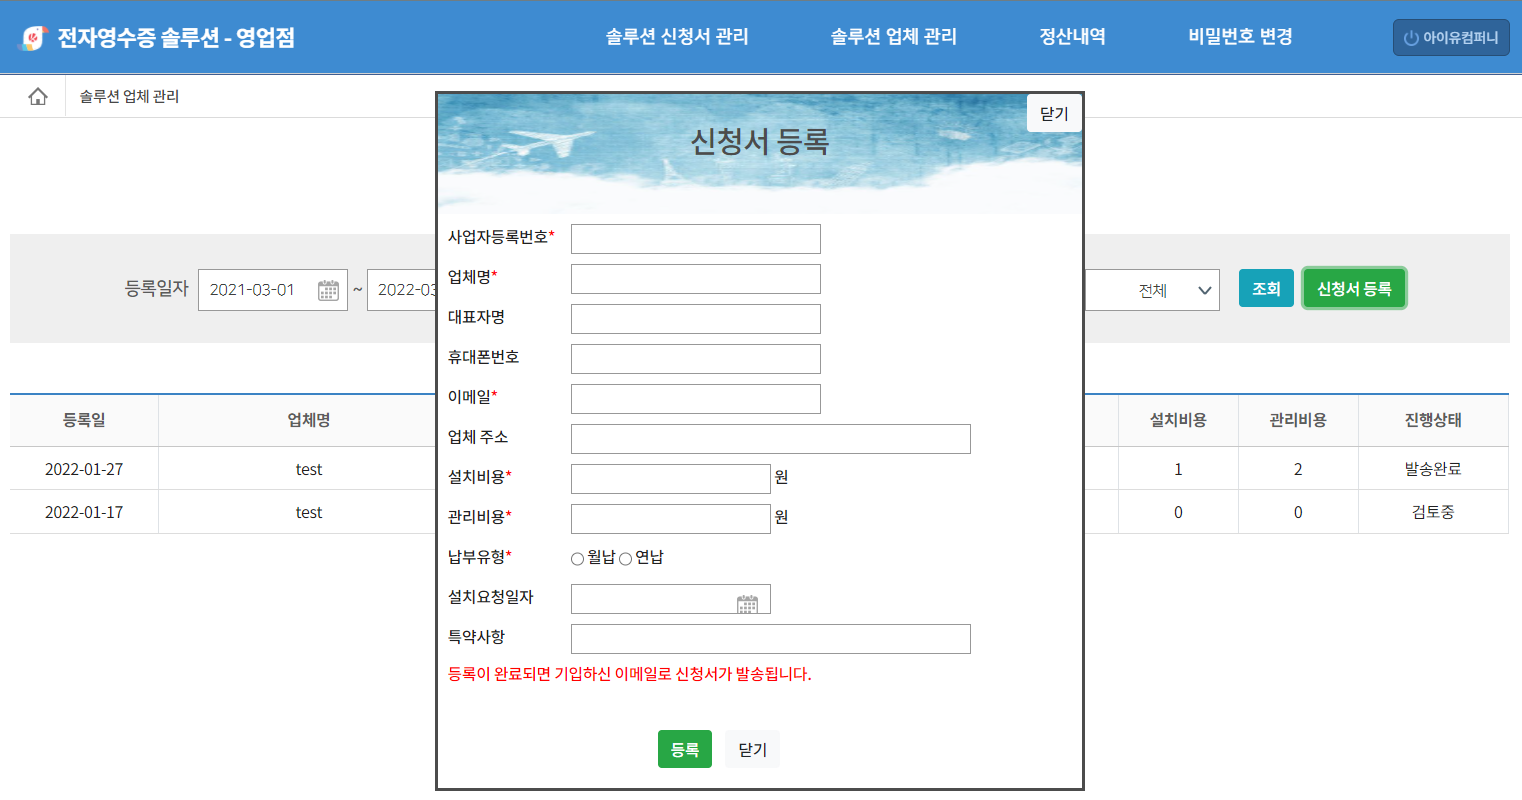 전자영수증 솔루션 - 영업점
솔루션 신청서 관리
솔루션 업체 관리
정산내역
비밀번호 변경
아이유컴퍼니
솔루션 업체 관리
닫기
신청서 등록
사업자등록번호*
업체명*
대표자명
휴대폰번호
이메일*
업체 주소
설치비용* 원
관리비용* 원
납부유형* 월납 연납
설치요청일자
특약사항
등록이 완료되면 기입하신 이메일로 신청서가 발송됩니다.
등록 닫기
등록일자 2021-03-01 ~ 2022-03
전체 조회 신청서 등록
등록일 업체명 설치비용 관리비용 진행상태
2022-01-27 test 1 2 발송완료
2022-01-17 test 0 0 검토중